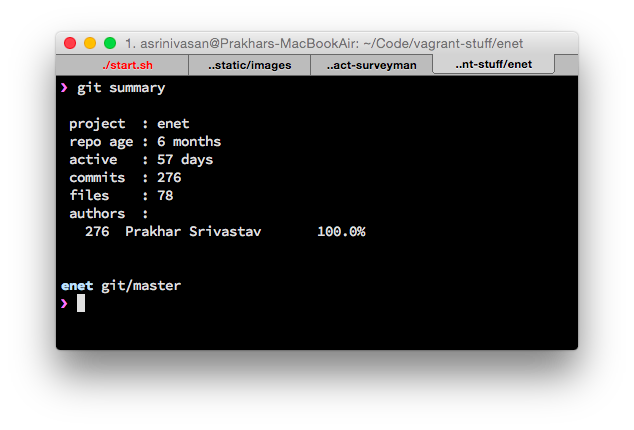 1. asrinivasan@Prakhars-MacBookAir: ~/Code/vagrant-stuff/enet
./start.sh ..static/images ..act-surveyman ..nt-stuff/enet
❯ git summary
project : enet
repo age : 6 months
active : 57 days
commits : 276
files : 78
authors :
276 Prakhar Srivastav 100.0%
enet git/master
❯